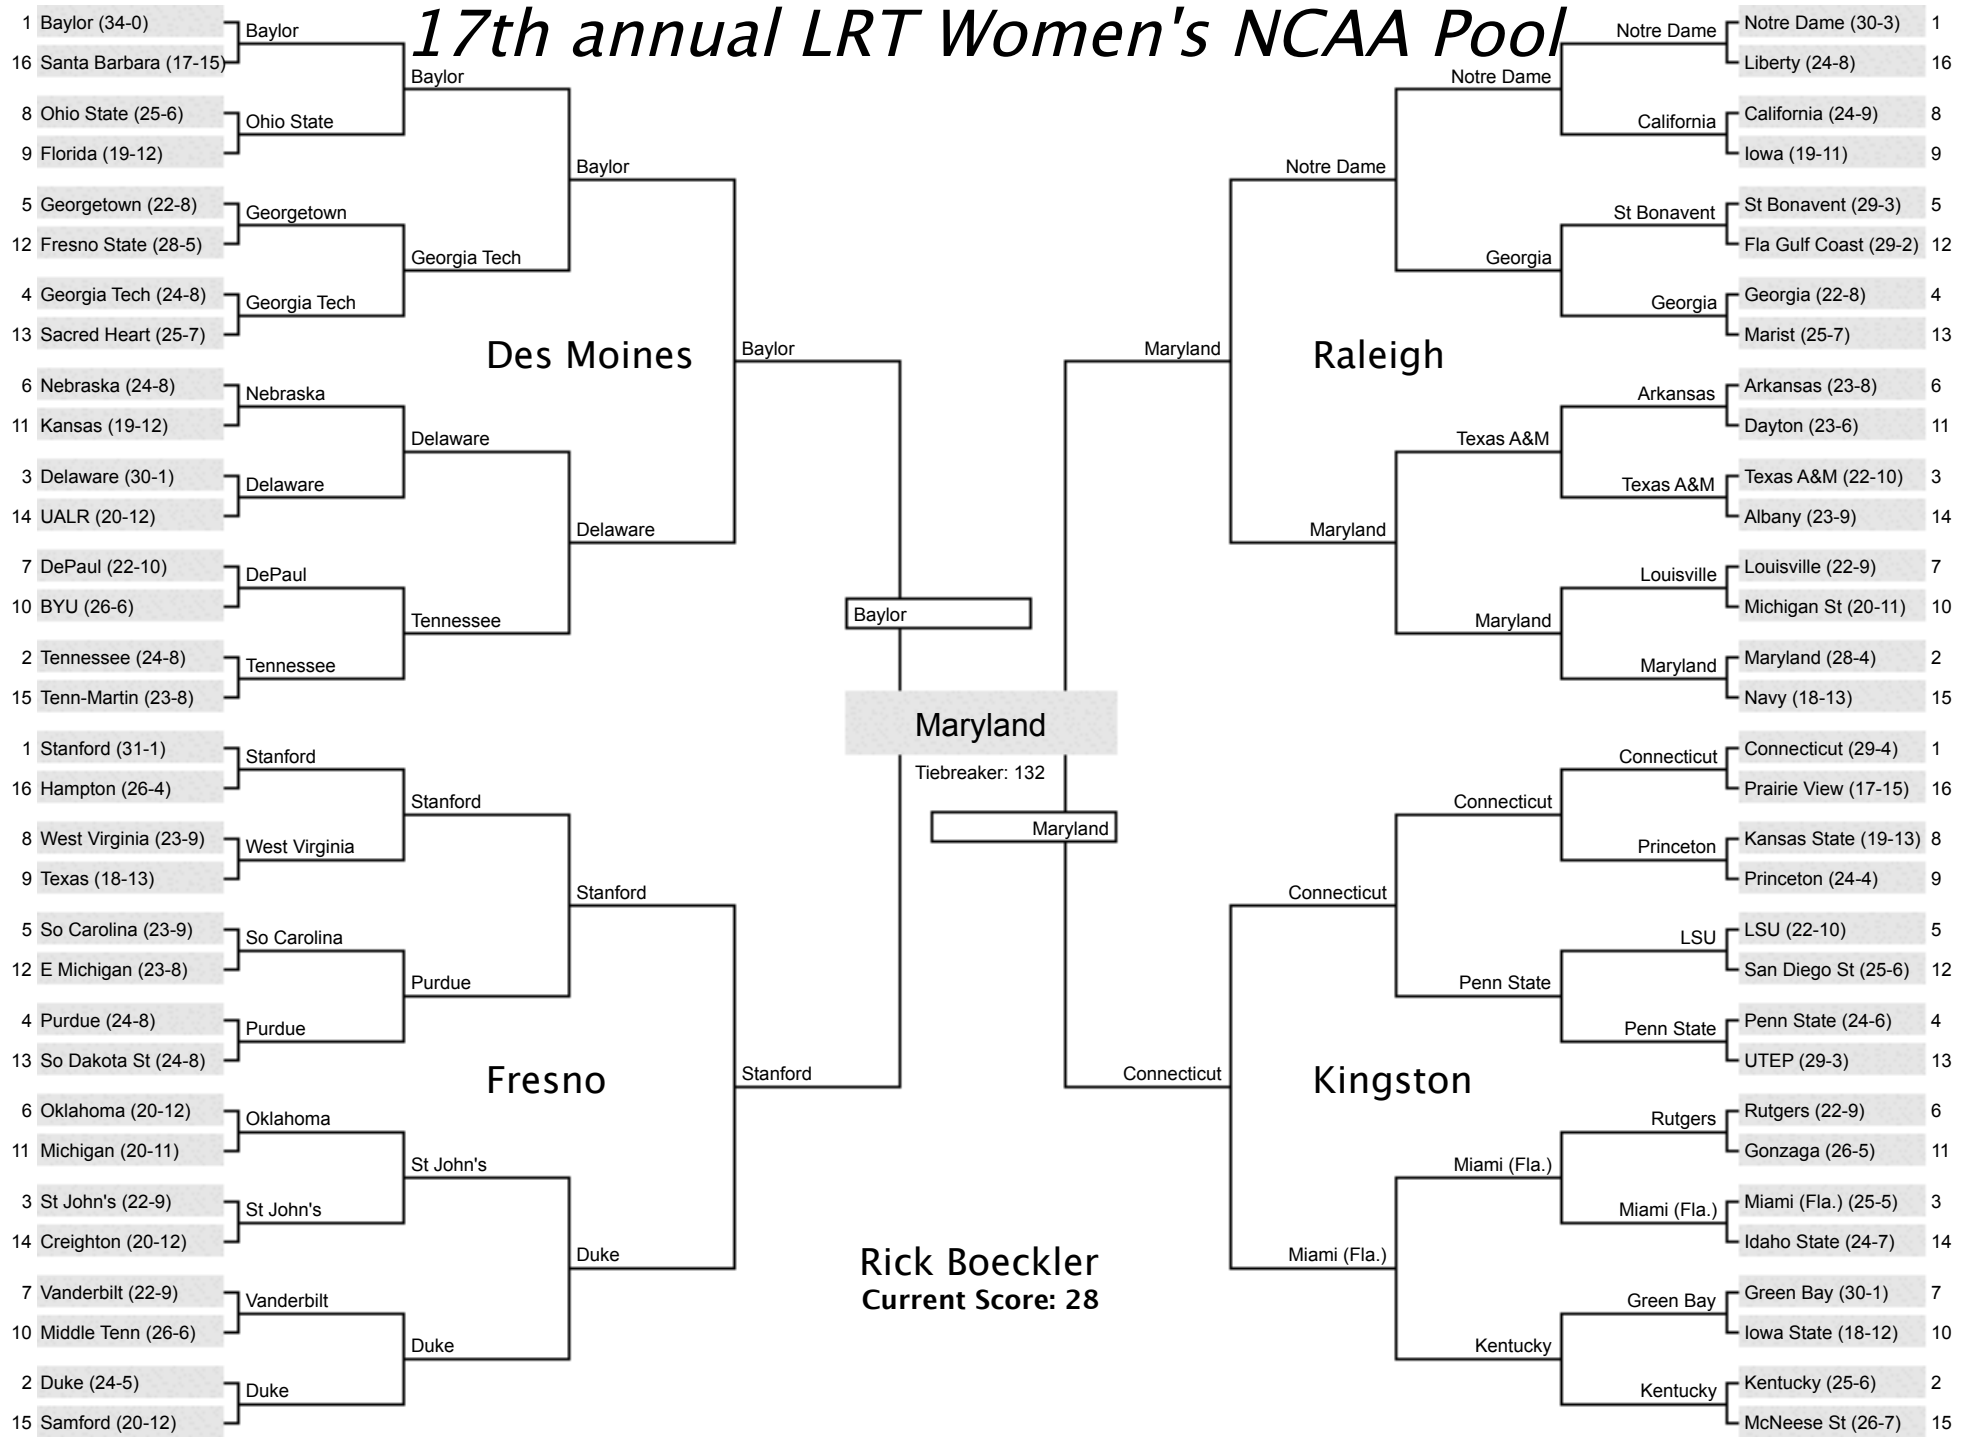 17th annual LRT Women's NCAA Pool
1 Baylor (34-0)
16 Santa Barbara (17-15)
8 Ohio State (25-6)
9 Florida (19-12)
5 Georgetown (22-8)
12 Fresno State (28-5)
4 Georgia Tech (24-8)
13 Sacred Heart (25-7)
6 Nebraska (24-8)
11 Kansas (19-12)
3 Delaware (30-1)
14 UALR (20-12)
7 DePaul (22-10)
10 BYU (26-6)
2 Tennessee (24-8)
15 Tenn-Martin (23-8)
1 Stanford (31-1)
16 Hampton (26-4)
8 West Virginia (23-9)
9 Texas (18-13)
5 So Carolina (23-9)
12 E Michigan (23-8)
4 Purdue (24-8)
13 So Dakota St (24-8)
6 Oklahoma (20-12)
11 Michigan (20-11)
3 St John's (22-9)
14 Creighton (20-12)
7 Vanderbilt (22-9)
10 Middle Tenn (26-6)
2 Duke (24-5)
15 Samford (20-12)
Baylor
Ohio State
Georgetown
Georgia Tech
Nebraska
Delaware
DePaul
Tennessee
Stanford
West Virginia
So Carolina
Purdue
Oklahoma
St John's
Vanderbilt
Duke
Baylor
Georgia Tech
Delaware
Tennessee
Stanford
Purdue
St John's
Duke
Baylor
Delaware
Stanford
Duke
Des Moines
Fresno
Baylor
Stanford
Baylor
Maryland
Tiebreaker: 132
Maryland
Rick Boeckler
Current Score: 28
Maryland
Connecticut
Raleigh
Kingston
Notre Dame
Maryland
Connecticut
Miami (Fla.)
Notre Dame
Georgia
Texas A&M
Maryland
Connecticut
Penn State
Miami (Fla.)
Kentucky
Notre Dame
California
St Bonavent
Georgia
Arkansas
Texas A&M
Louisville
Maryland
Connecticut
Princeton
LSU
Penn State
Rutgers
Miami (Fla.)
Green Bay
Kentucky
Notre Dame (30-3) 1
Liberty (24-8) 16
California (24-9) 8
Iowa (19-11) 9
St Bonavent (29-3) 5
Fla Gulf Coast (29-2) 12
Georgia (22-8) 4
Marist (25-7) 13
Arkansas (23-8) 6
Dayton (23-6) 11
Texas A&M (22-10) 3
Albany (23-9) 14
Louisville (22-9) 7
Michigan St (20-11) 10
Maryland (28-4) 2
Navy (18-13) 15
Connecticut (29-4) 1
Prairie View (17-15) 16
Kansas State (19-13) 8
Princeton (24-4) 9
LSU (22-10) 5
San Diego St (25-6) 12
Penn State (24-6) 4
UTEP (29-3) 13
Rutgers (22-9) 6
Gonzaga (26-5) 11
Miami (Fla.) (25-5) 3
Idaho State (24-7) 14
Green Bay (30-1) 7
Iowa State (18-12) 10
Kentucky (25-6) 2
McNeese St (26-7) 15